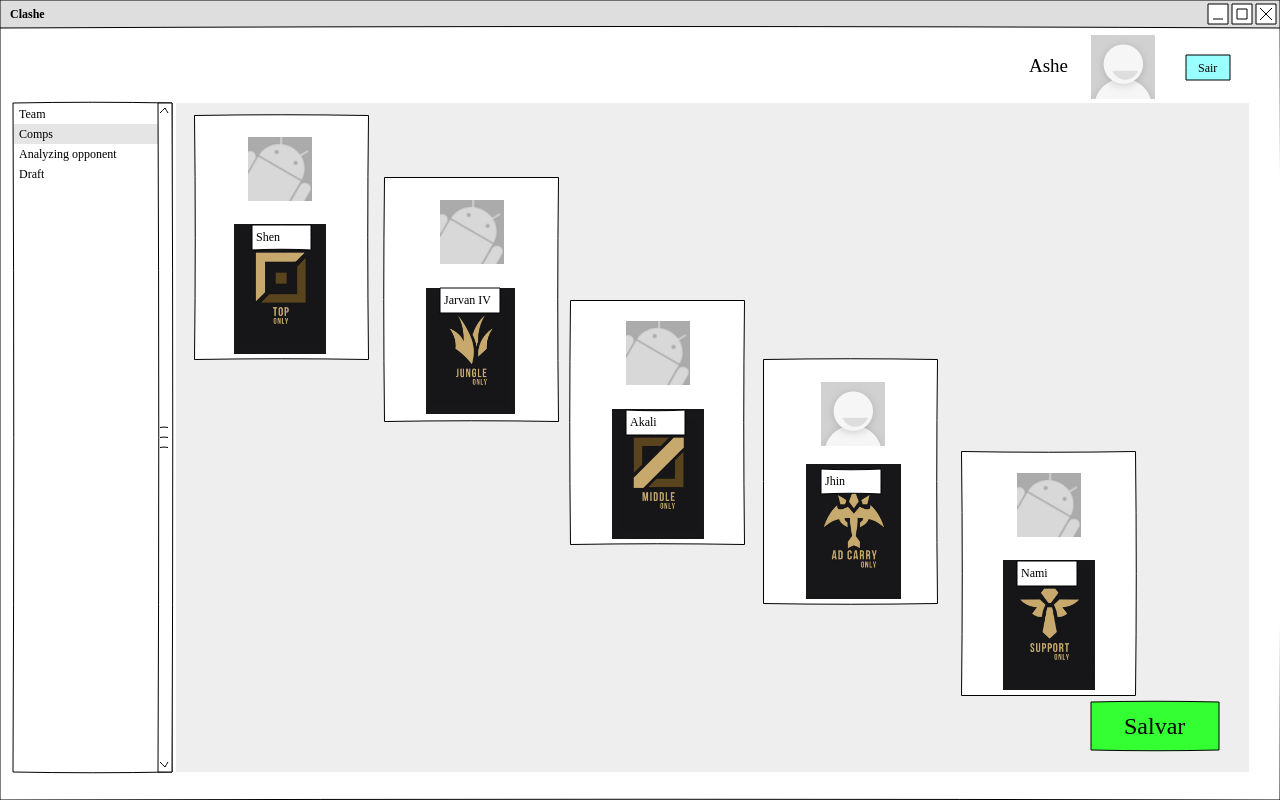 Clashe
Ashe
Sair
Team
Comps
Analyzing opponent
Draft
Shen
TOP
ONLY
Jarvan IV
JUNGLE
ONLY
Akali
MIDDLE
ONLY
Jhin
AD CARRY
ONLY
Nami
SUPPORT
ONLY
Salvar